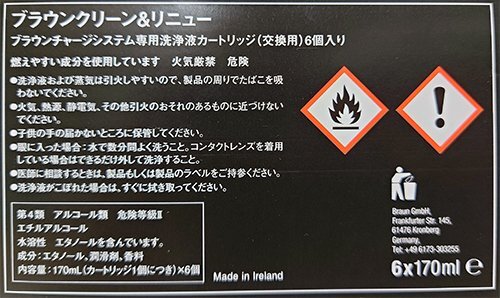 ブラウンクリーン&リニュー
ブラウンチャージシステム専用洗浄液カートリッジ(交換用)6個入り
燃えやすい成分を使用しています 火気厳禁 危険
●洗浄液および蒸気は引火しやすいので、製品の周りでたばこを吸
わないでください。
●火気、熱源、静電気、その他引火のおそれのあるものに近づけない
でください。
●子供の手の届かないところに保管してください。
●眼に入った場合:水で数分間よく洗うこと。コンタクトレンズを着用
している場合はできるだけ外して洗浄すること。
●医師に相談するときは、製品もしくは製品のラベルをご持参ください。
●洗浄液がこぼれた場合は、すぐに拭き取ってください。
第4類 アルコール類 危険等級Ⅱ
エチルアルコール
水溶性 エタノールを含んでいます。
成分:エタノール、潤滑剤、香料
内容量:170mL(カートリッジ1個につき)×6個
Made in Ireland
Braun GmbH,
Frankfurter Str. 145,
61476 Kronberg
Germany,
Tel: +49 6173-303255
6x170ml ℮